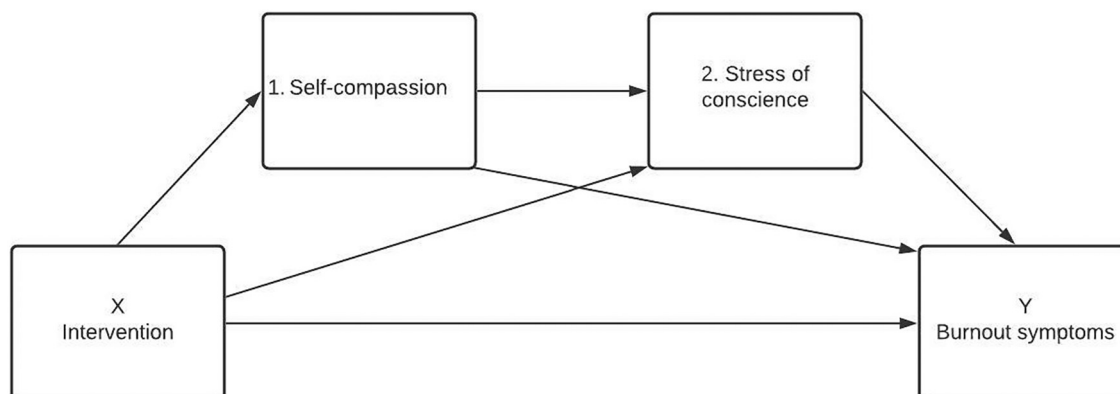 1. Self-compassion
2. Stress of
conscience
X
Intervention
Y
Burnout symptoms